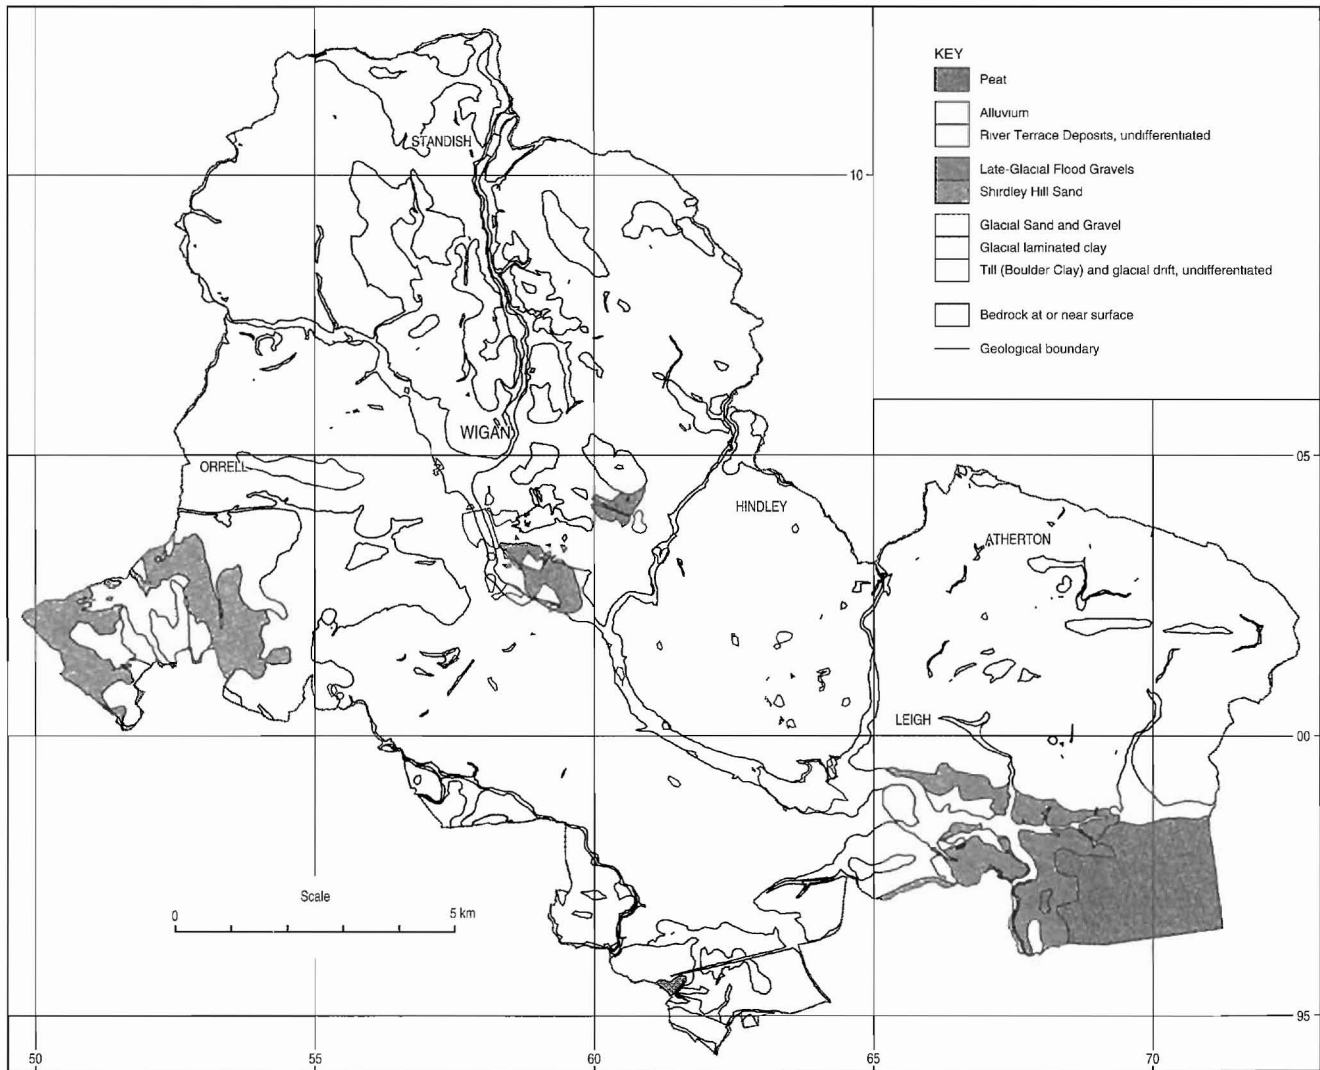 KEY
Peat
Alluvium
River Terrace Deposits, undifferentiated
Late-Glacial Flood Gravels
Shirdley Hill Sand
Glacial Sand and Gravel
Glacial laminated clay
Till (Boulder Clay) and glacial drift, undifferentiated
Bedrock at or near surface
Geological boundary
STANDISH
10
WIGAN
ORRELL
05
HINDLEY
ATHERTON
LEIGH
00
Scale
0 5 km
95
50 55 60 65 70